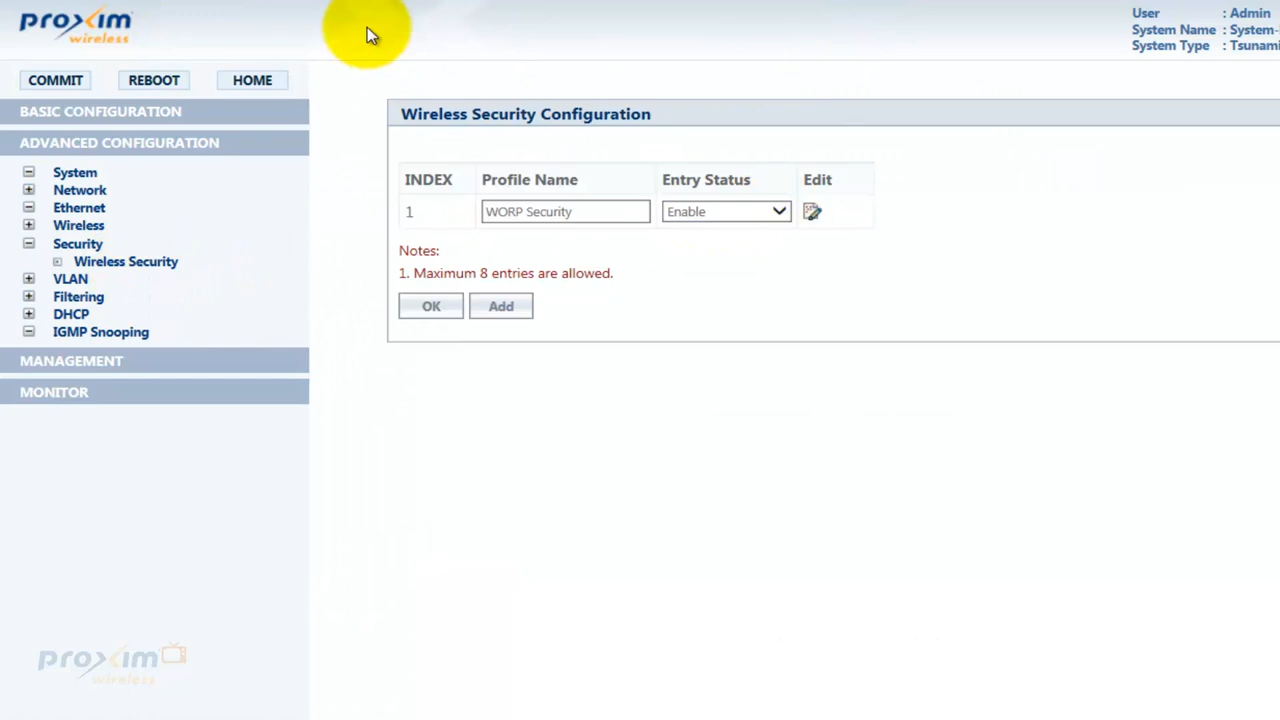 proxim
wireless
User : Admin
System Name : System-
System Type : Tsunami
COMMIT REBOOT HOME
BASIC CONFIGURATION
ADVANCED CONFIGURATION
System
Network
Ethernet
Wireless
Security
Wireless Security
VLAN
Filtering
DHCP
IGMP Snooping
MANAGEMENT
MONITOR
Wireless Security Configuration
INDEX Profile Name Entry Status Edit
1 WORP Security Enable
Notes:
1. Maximum 8 entries are allowed.
OK Add
proxim
wireless